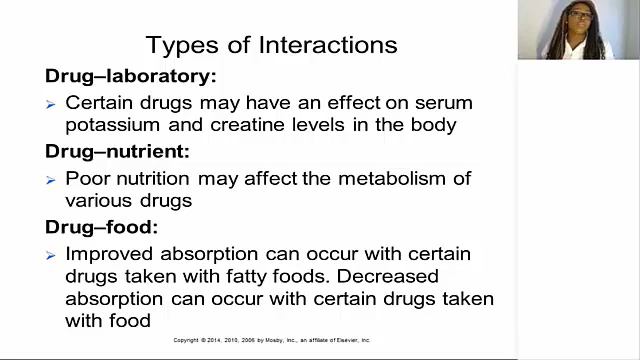 Types of Interactions
Drug–laboratory:
Certain drugs may have an effect on serum
potassium and creatine levels in the body
Drug–nutrient:
Poor nutrition may affect the metabolism of
various drugs
Drug–food:
Improved absorption can occur with certain
drugs taken with fatty foods. Decreased
absorption can occur with certain drugs taken
with food
Copyright © 2014, 2010, 2006 by Mosby, Inc., an affiliate of Elsevier, Inc.